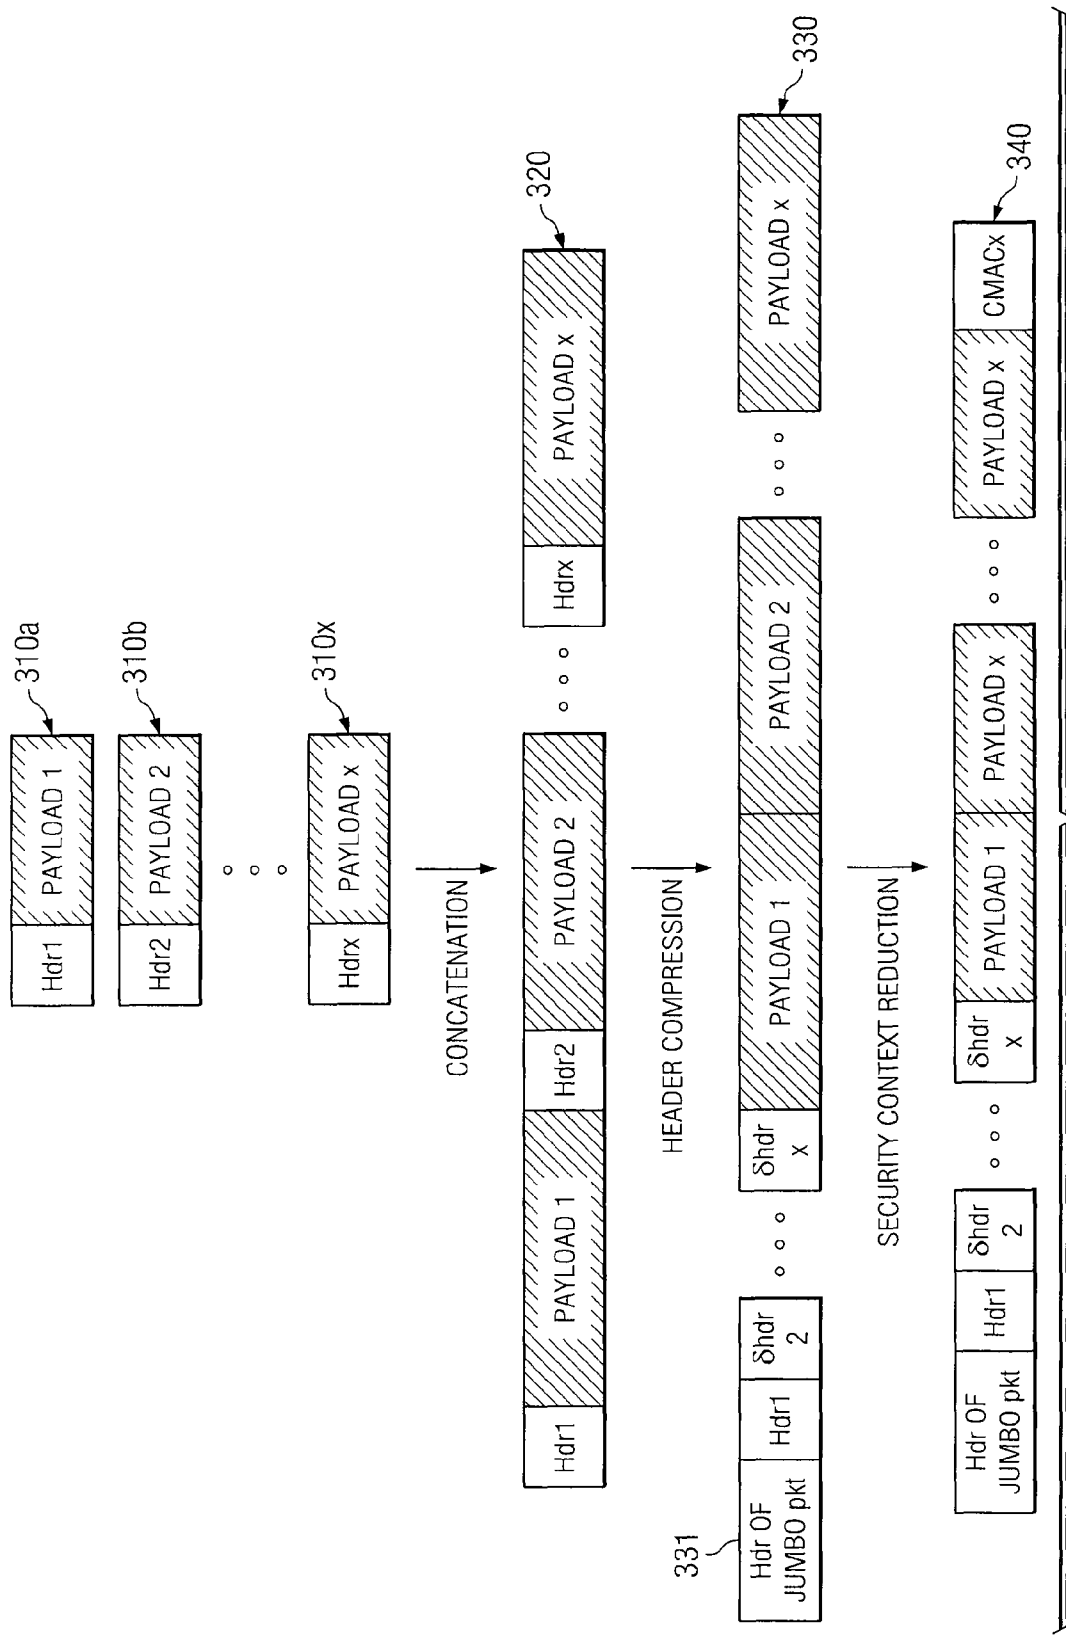 310a
Hdr1 PAYLOAD 1
310b
Hdr2 PAYLOAD 2
310x
Hdrx PAYLOAD x
CONCATENATION
320
Hdr1 PAYLOAD 1 Hdr2 PAYLOAD 2 Hdrx PAYLOAD x
HEADER COMPRESSION
331
330
Hdr OF JUMBO pkt Hdr1 δhdr 2 δhdr x PAYLOAD 1 PAYLOAD 2 PAYLOAD x
SECURITY CONTEXT REDUCTION
340
Hdr OF JUMBO pkt Hdr1 δhdr 2 δhdr x PAYLOAD 1 PAYLOAD x PAYLOAD x CMACx